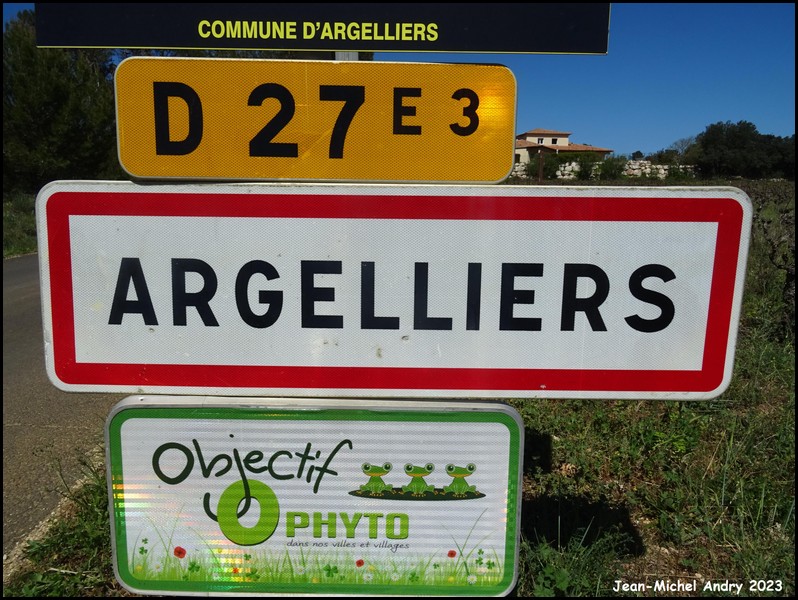 COMMUNE D'ARGELLIERS
D 27 E 3
ARGELLIERS
Objectif
0 PHYTO
dans nos villes et villages
Jean-Michel Andry 2023